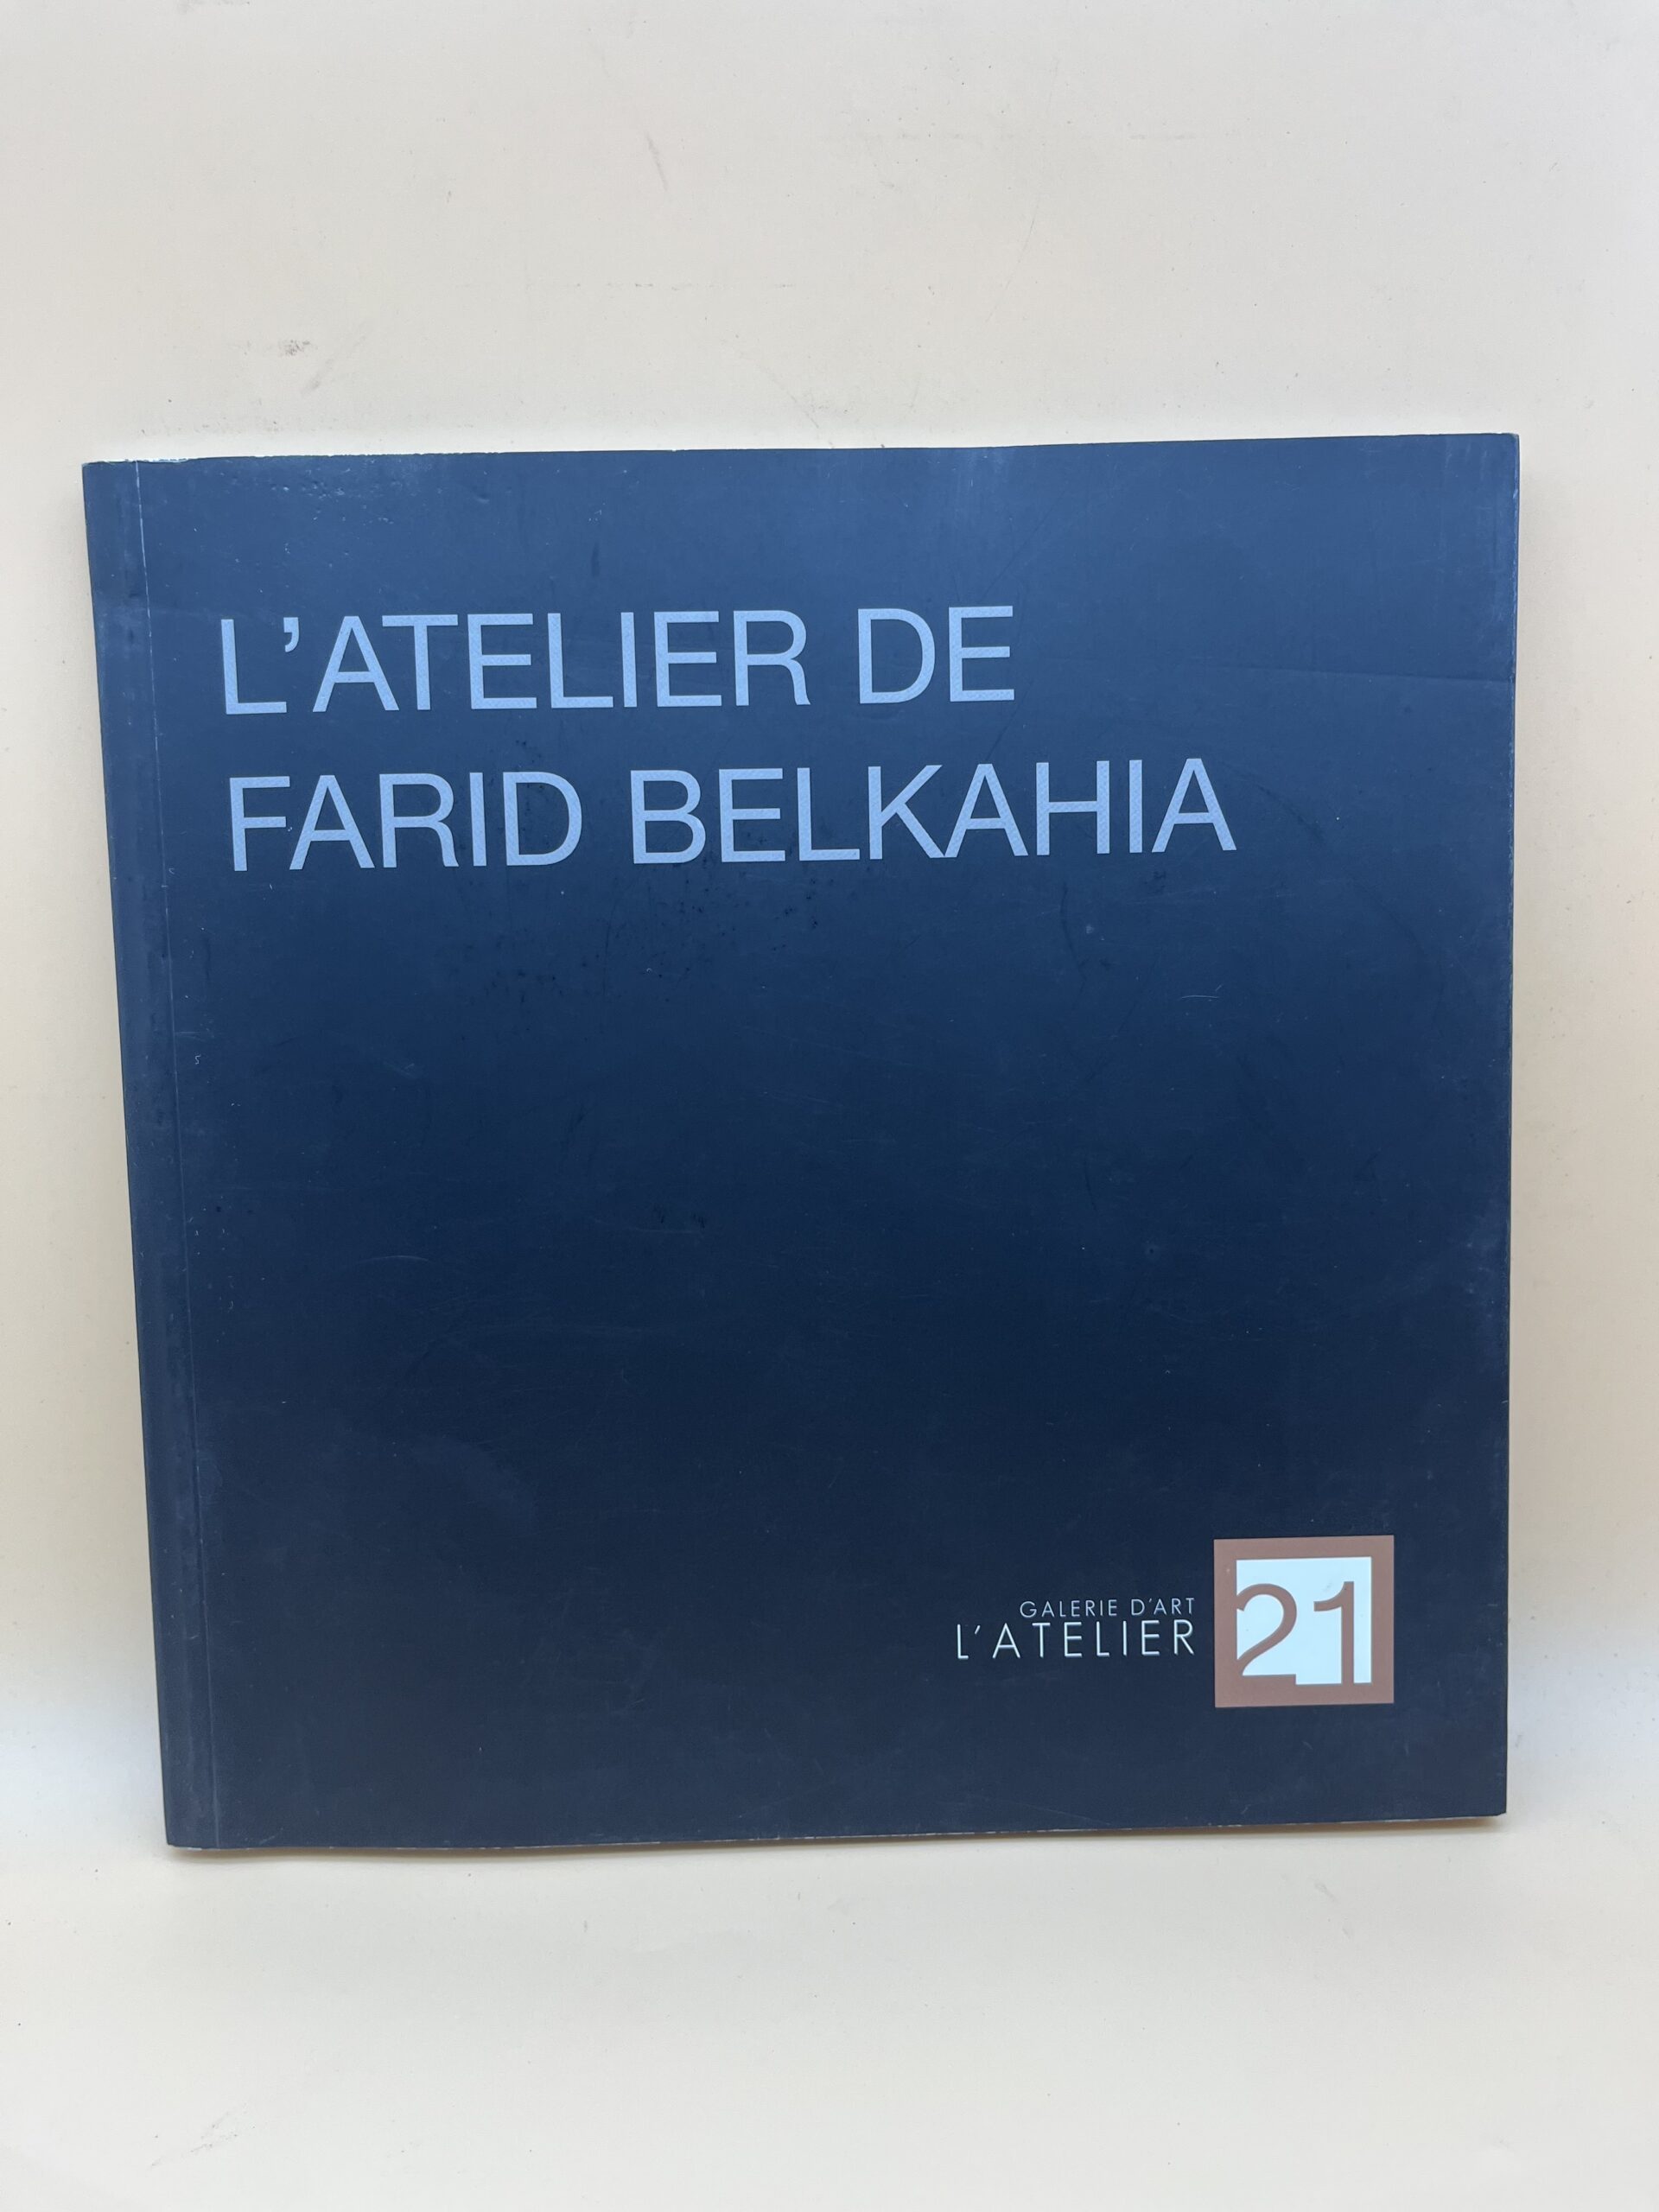 L'ATELIER DE
FARID BELKAHIA
GALERIE D'ART
L'ATELIER
21